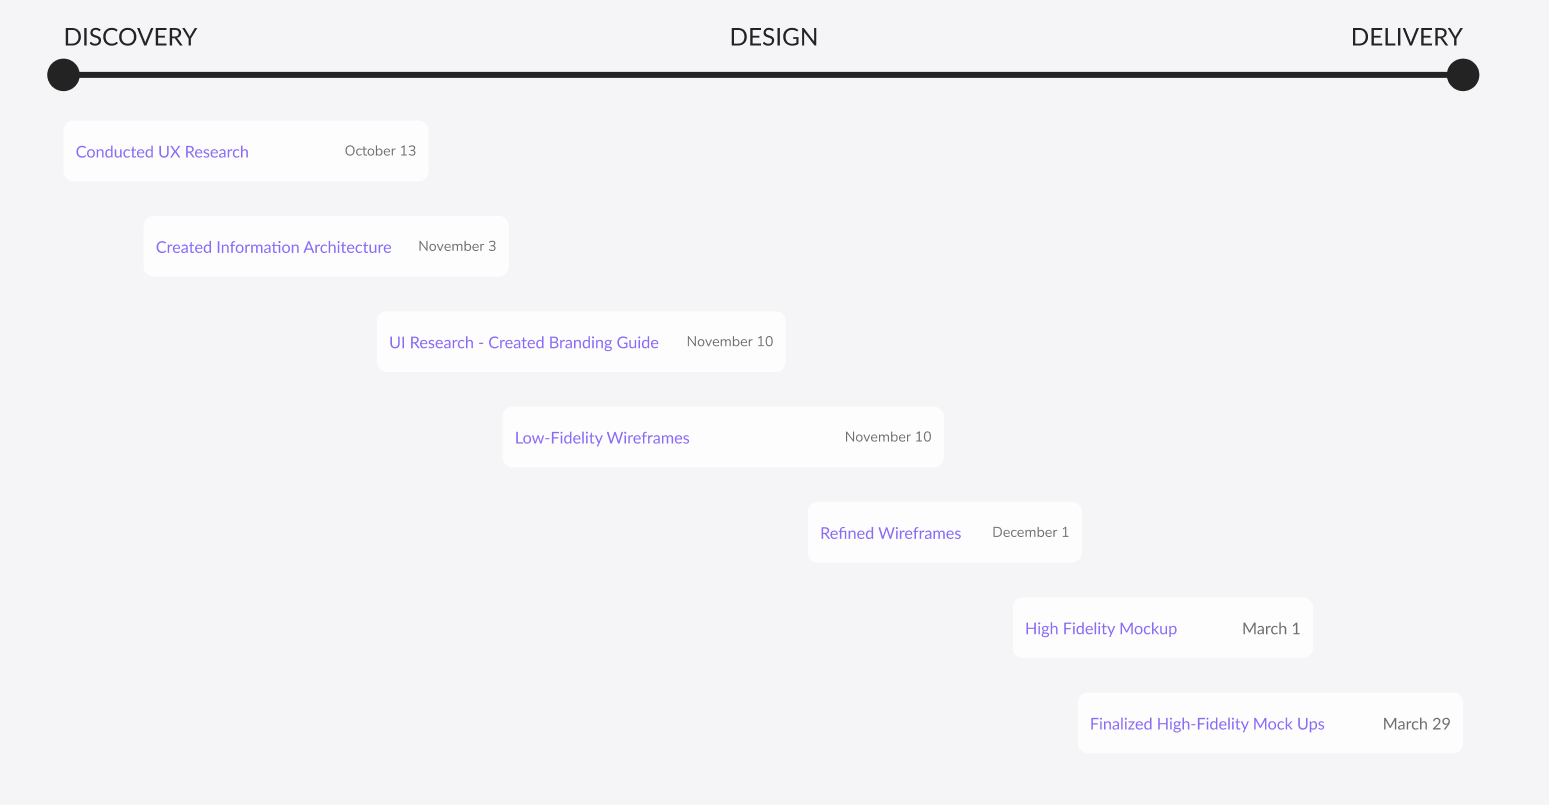 DISCOVERY DESIGN DELIVERY
Conducted UX Research October 13
Created Information Architecture November 3
UI Research - Created Branding Guide November 10
Low-Fidelity Wireframes November 10
Refined Wireframes December 1
High Fidelity Mockup March 1
Finalized High-Fidelity Mock Ups March 29